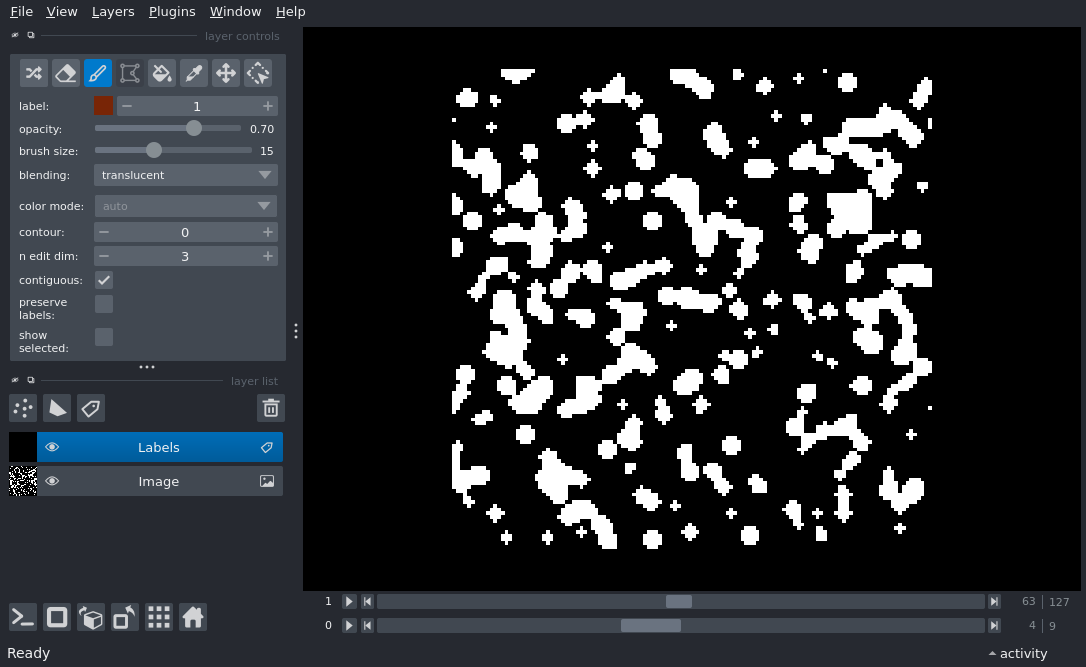 File View Layers Plugins Window Help
layer controls
label: 1
opacity: 0.70
brush size: 15
blending: translucent
color mode: auto
contour: 0
n edit dim: 3
contiguous:
preserve
labels:
show
selected:
layer list
Labels
Image
1 63 127
0 4 9
Ready activity